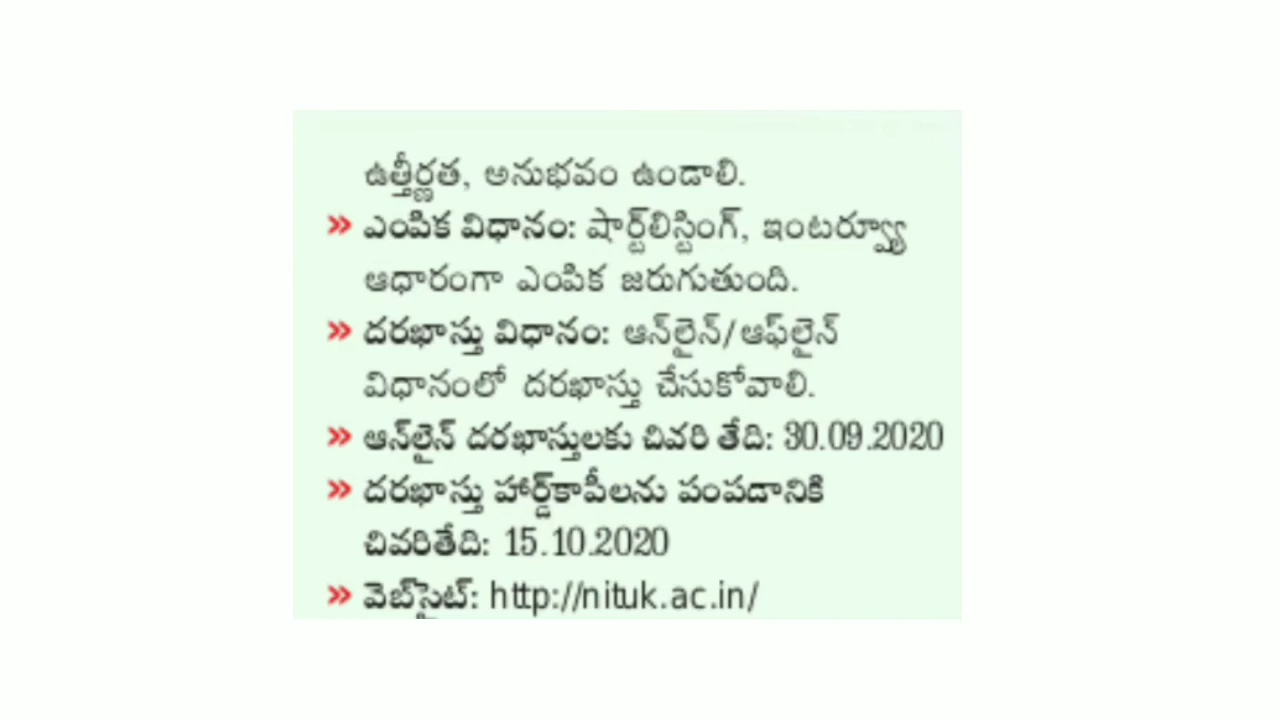 ఉత్తీర్ణత, అనుభవం ఉండాలి.
» ఎంపిక విధానం: షార్ట్‌లిస్టింగ్, ఇంటర్వ్యూ
ఆధారంగా ఎంపిక జరుగుతుంది.
» దరఖాస్తు విధానం: ఆన్‌లైన్/ఆఫ్‌లైన్
విధానంలో దరఖాస్తు చేసుకోవాలి.
» ఆన్‌లైన్ దరఖాస్తులకు చివరి తేది: 30.09.2020
» దరఖాస్తు హార్డ్‌కాపీలను పంపడానికి
చివరితేది: 15.10.2020
» వెబ్‌సైట్: http://nituk.ac.in/